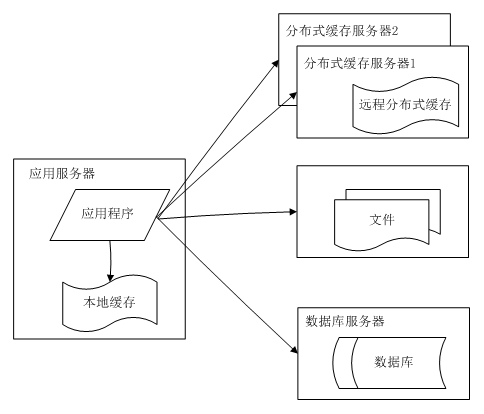 分布式缓存服务器2
分布式缓存服务器1
远程分布式缓存
应用服务器
应用程序
本地缓存
文件
数据库服务器
数据库